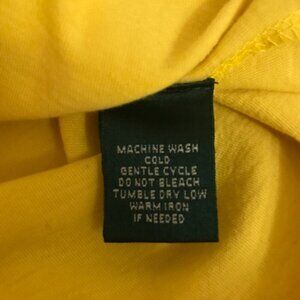 MACHINE WASH
COLD
GENTLE CYCLE
DO NOT BLEACH
TUMBLE DRY LOW
WARM IRON
IF NEEDED